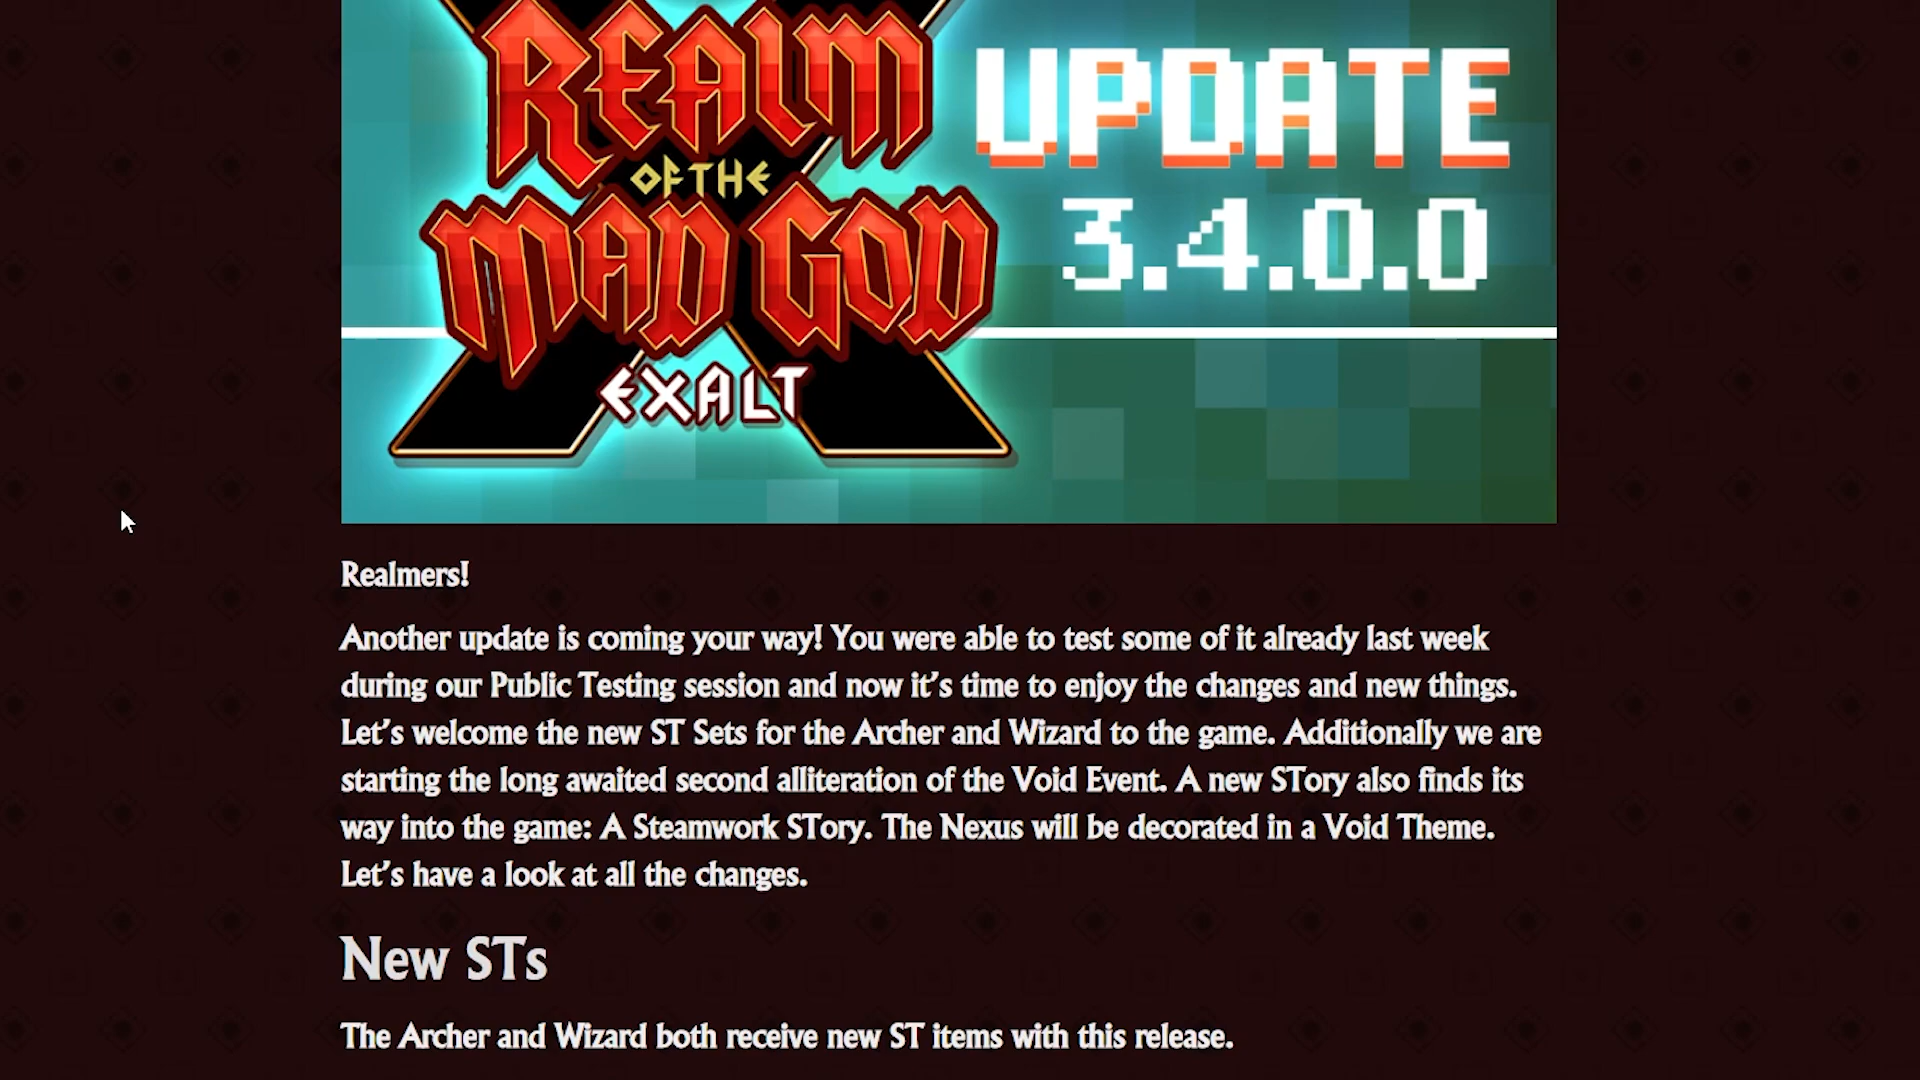 REALM
OF THE
MAD GOD
EXALT
UPDATE
3.4.0.0
Realmers!
Another update is coming your way! You were able to test some of it already last week
during our Public Testing session and now it’s time to enjoy the changes and new things.
Let’s welcome the new ST Sets for the Archer and Wizard to the game. Additionally we are
starting the long awaited second alliteration of the Void Event. A new STory also finds its
way into the game: A Steamwork STory. The Nexus will be decorated in a Void Theme.
Let’s have a look at all the changes.
New STs
The Archer and Wizard both receive new ST items with this release.